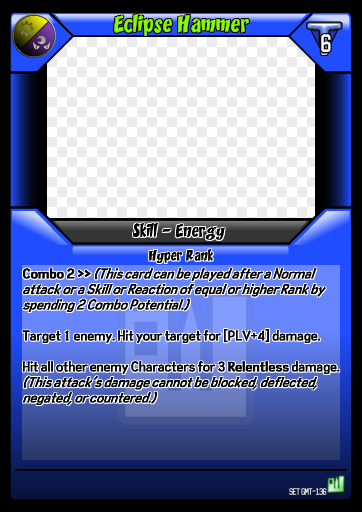 Eclipse Hammer
6
Skill - Energy
Hyper Rank
Combo 2 >> (This card can be played after a Normal
attack or a Skill or Reaction of equal or higher Rank by
spending 2 Combo Potential.)
Target 1 enemy. Hit your target for [PLV+4] damage.
Hit all other enemy Characters for 3 Relentless damage.
(This attack's damage cannot be blocked, deflected,
negated, or countered.)
SET GMT-136